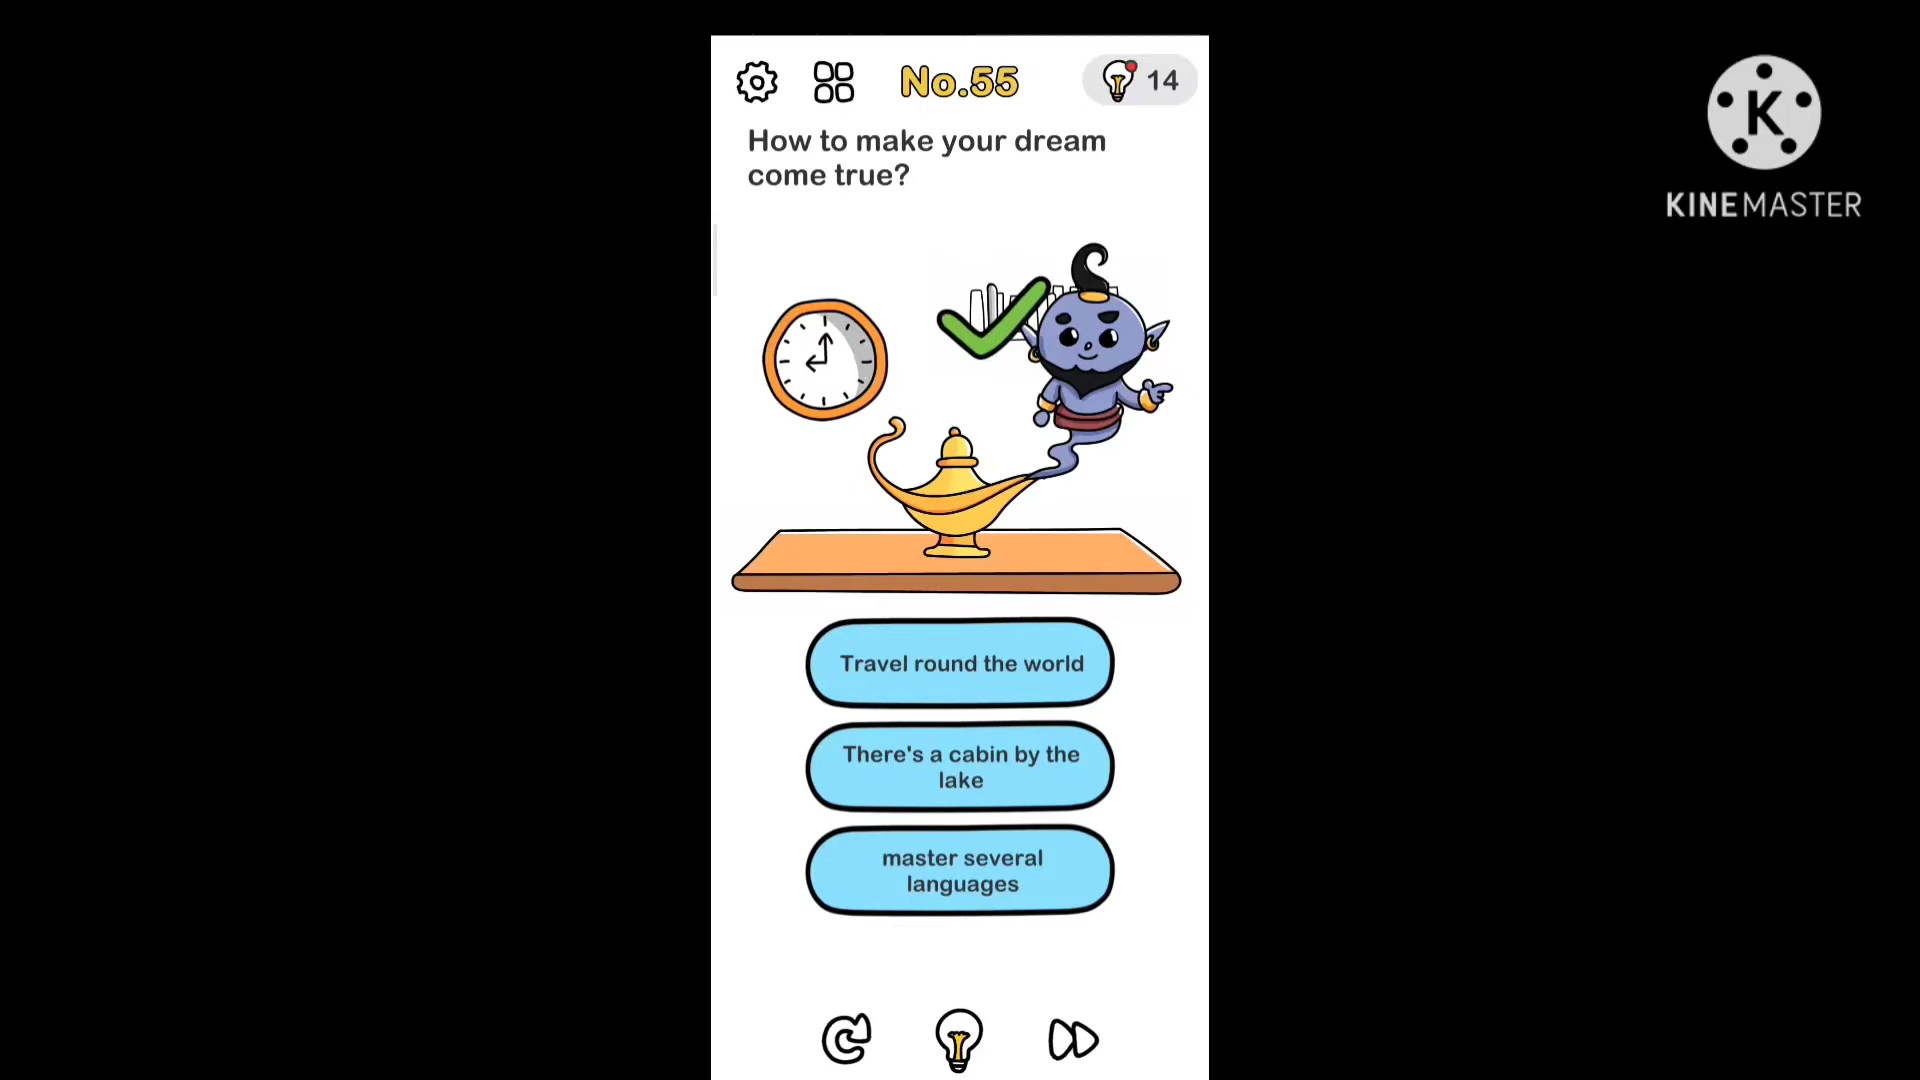 No.55
14
How to make your dream
come true?
K
KINEMASTER
Travel round the world
There's a cabin by the
lake
master several
languages